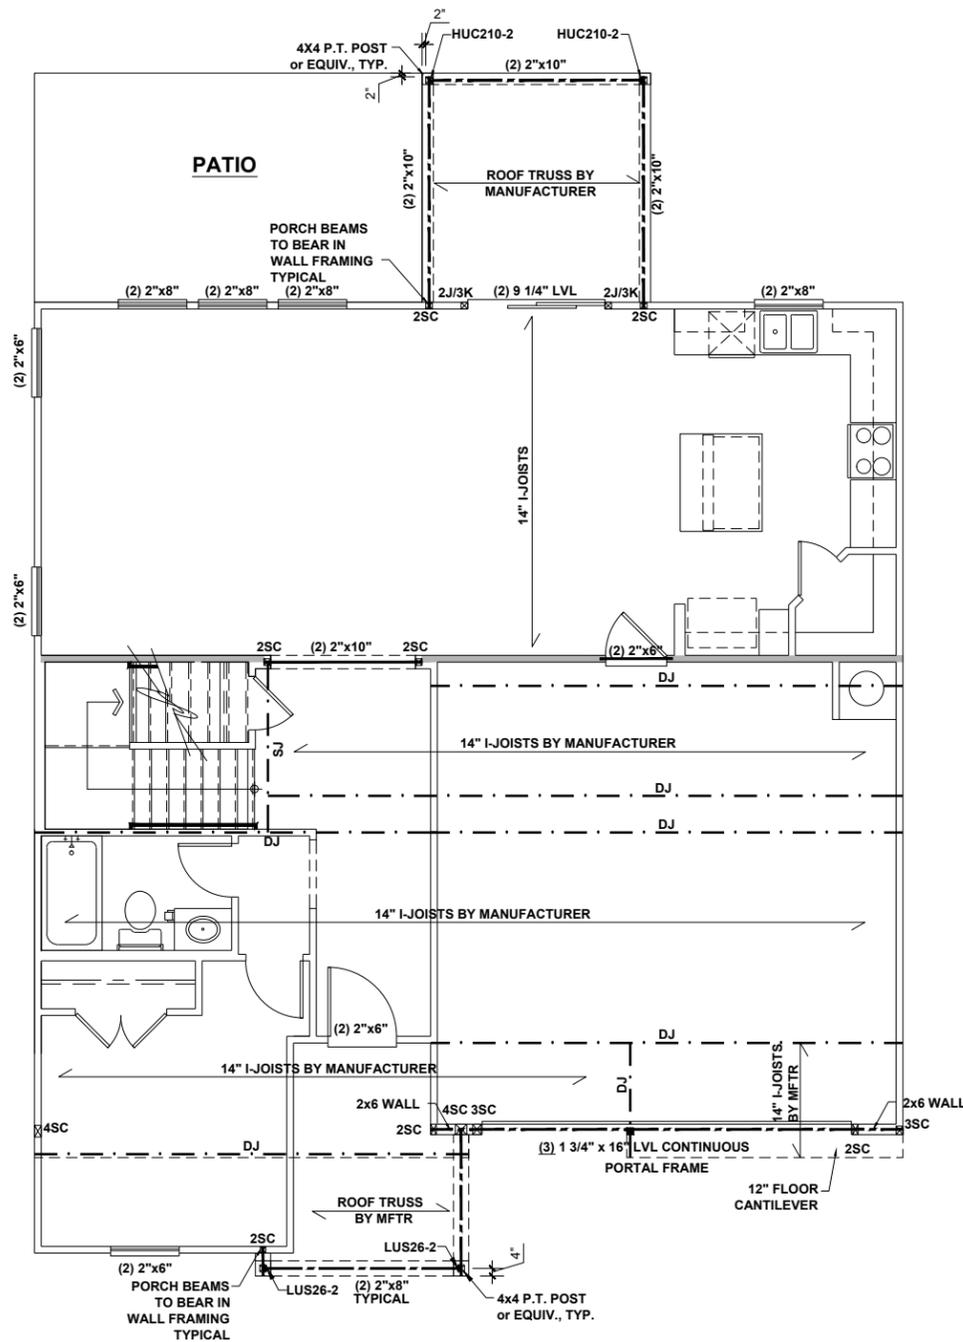 2"
HUC210-2
HUC210-2
4X4 P.T. POST
or EQUIV., TYP.
(2) 2"x10"
2"
PATIO
(2) 2"x10"
ROOF TRUSS BY
MANUFACTURER
(2) 2"x10"
PORCH BEAMS
TO BEAR IN
WALL FRAMING
TYPICAL
(2) 2"x8"
(2) 2"x8"
(2) 2"x8"
2J/3K
(2) 9 1/4" LVL
2J/3K
(2) 2"x8"
2SC
2SC
(2) 2"x6"
14" I-JOISTS
(2) 2"x6"
2SC
(2) 2"x10"
2SC
(2) 2"x6"
DJ
SJ
14" I-JOISTS BY MANUFACTURER
DJ
DJ
DJ
14" I-JOISTS BY MANUFACTURER
(2) 2"x6"
DJ
14" I-JOISTS BY MANUFACTURER
DJ
14" I-JOISTS.
BY MFTR
2x6 WALL
4SC
3SC
2x6 WALL
4SC
2SC
3SC
DJ
(3) 1 3/4" x 16" LVL CONTINUOUS
2SC
PORTAL FRAME
12" FLOOR
CANTILEVER
ROOF TRUSS
BY MFTR
2SC
LUS26-2
4"
(2) 2"x6"
LUS26-2
(2) 2"x8"
TYPICAL
PORCH BEAMS
TO BEAR IN
WALL FRAMING
TYPICAL
4x4 P.T. POST
or EQUIV., TYP.